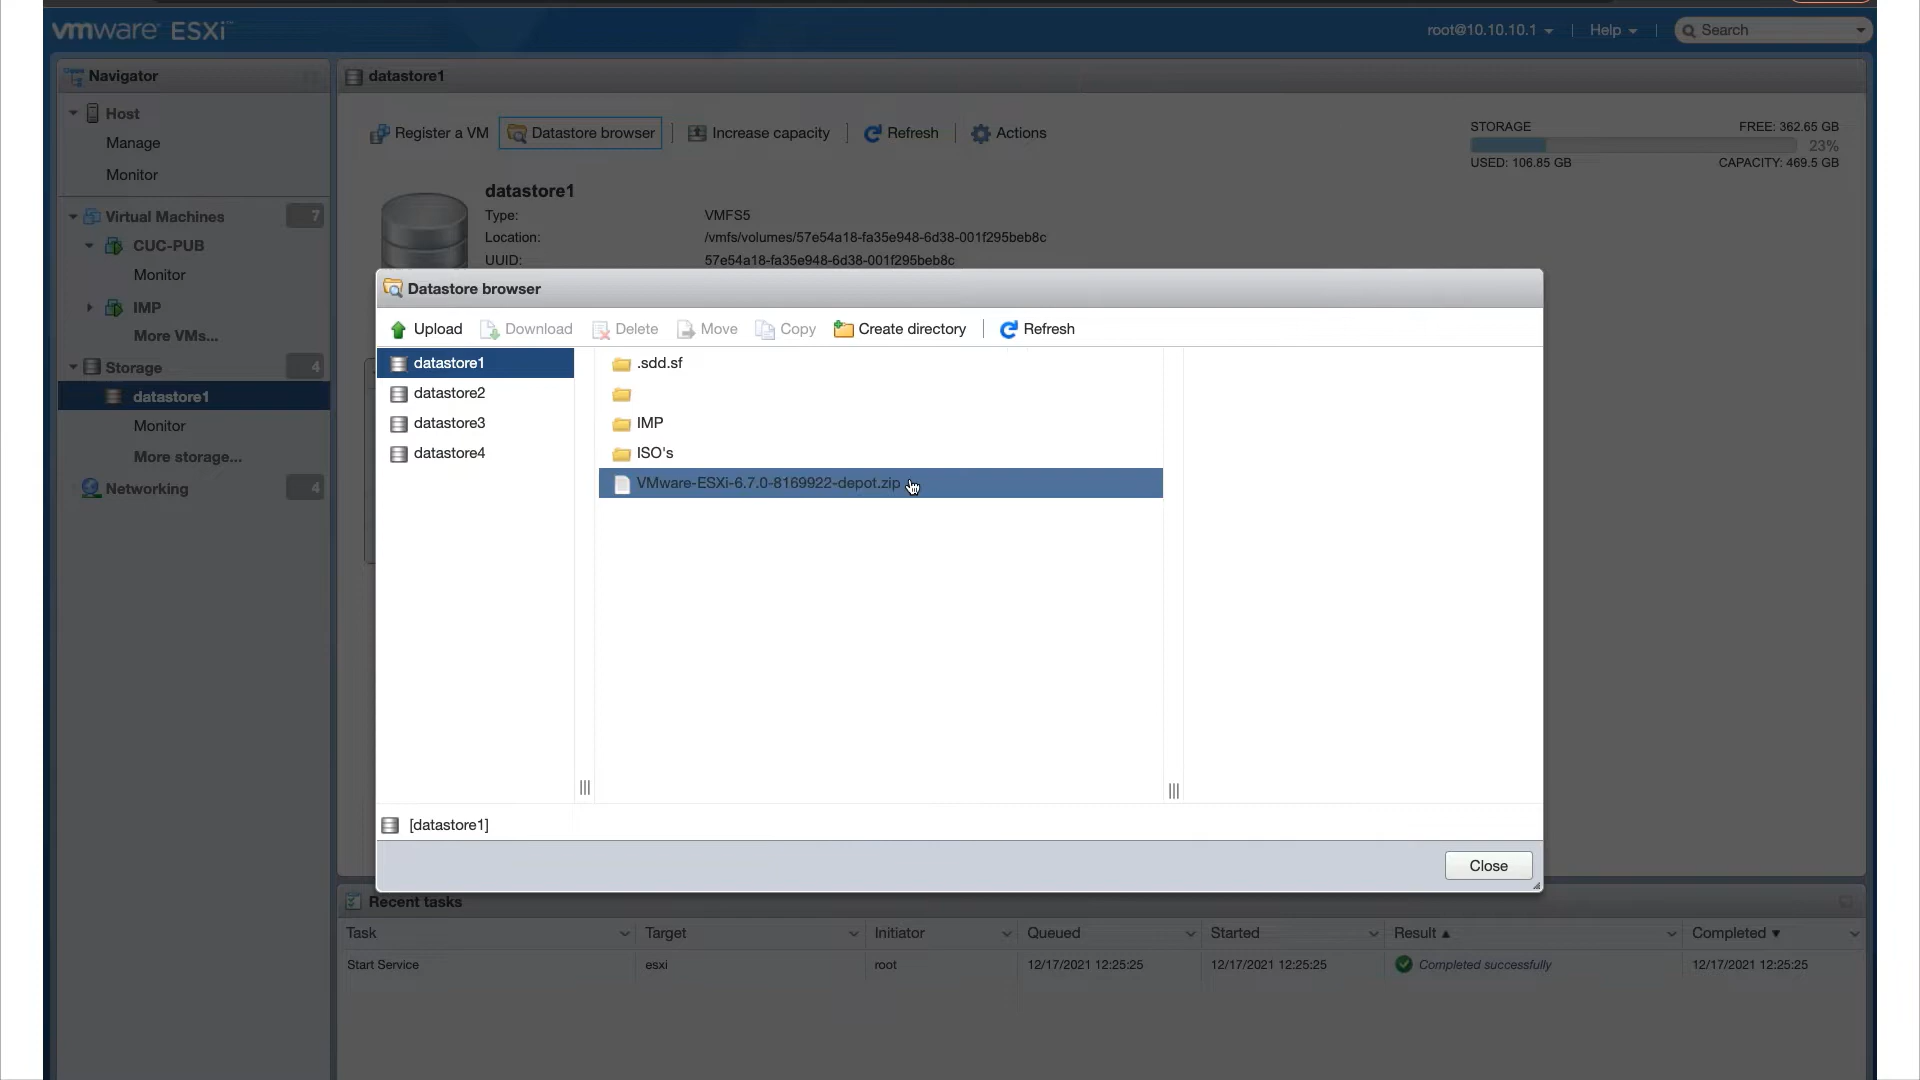 vmware ESXi™
root@10.10.10.1
Help
Search
Navigator
Host
Manage
Monitor
Virtual Machines 7
CUC-PUB
Monitor
IMP
More VMs...
Storage 4
datastore1
Monitor
More storage...
Networking 4
datastore1
Register a VM
Datastore browser
Increase capacity
Refresh
Actions
STORAGE FREE: 362.65 GB
23%
USED: 106.85 GB CAPACITY: 469.5 GB
datastore1
Type: VMFS5
Location: /vmfs/volumes/57e54a18-fa35e948-6d38-001f295beb8c
UUID: 57e54a18-fa35e948-6d38-001f295beb8c
Datastore browser
Upload Download Delete Move Copy Create directory Refresh
datastore1
datastore2
datastore3
datastore4
.sdd.sf
IMP
ISO's
VMware-ESXi-6.7.0-8169922-depot.zip
[datastore1]
Close
Recent tasks
Task Target Initiator Queued Started Result Completed
Start Service esxi root 12/17/2021 12:25:25 12/17/2021 12:25:25 Completed successfully 12/17/2021 12:25:25